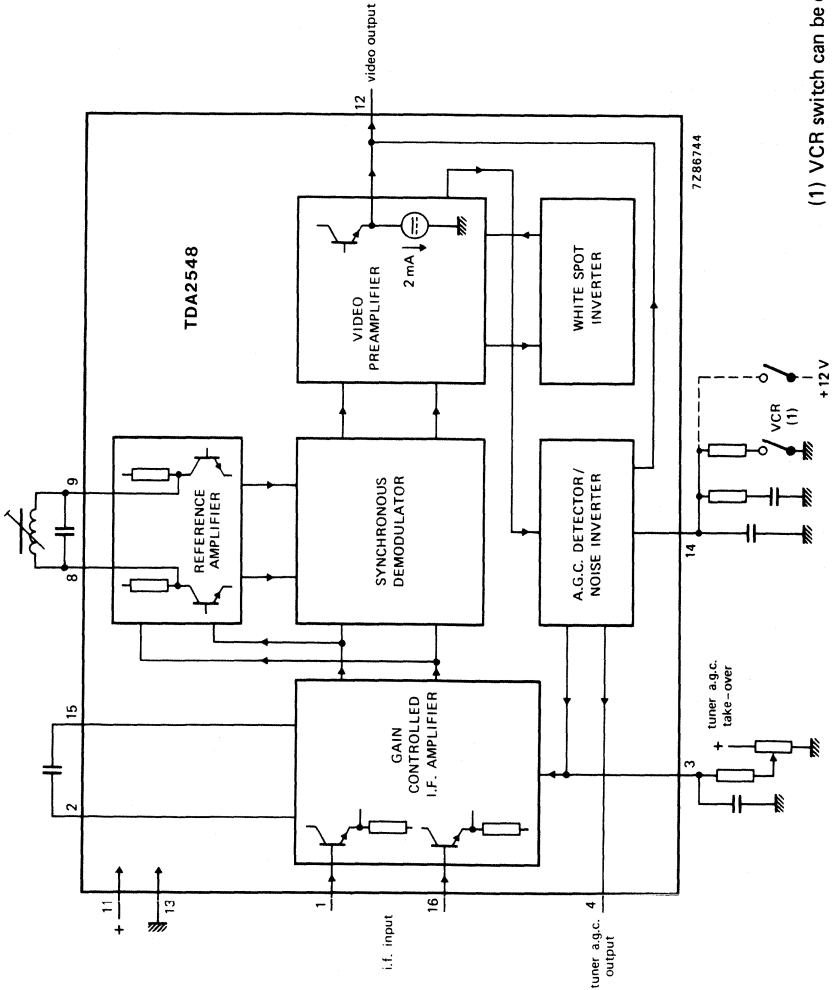 8
9
2
15
11
+
13
TDA2548
REFERENCE
AMPLIFIER
GAIN
CONTROLLED
I.F. AMPLIFIER
SYNCHRONOUS
DEMODULATOR
VIDEO
PREAMPLIFIER
2 mA
12
video output
1
16
i.f. input
4
tuner a.g.c.
output
A.G.C. DETECTOR/
NOISE INVERTER
WHITE SPOT
INVERTER
3
14
+
tuner a.g.c.
take-over
VCR
(1)
+12 V
7Z86744
(1) VCR switch can be